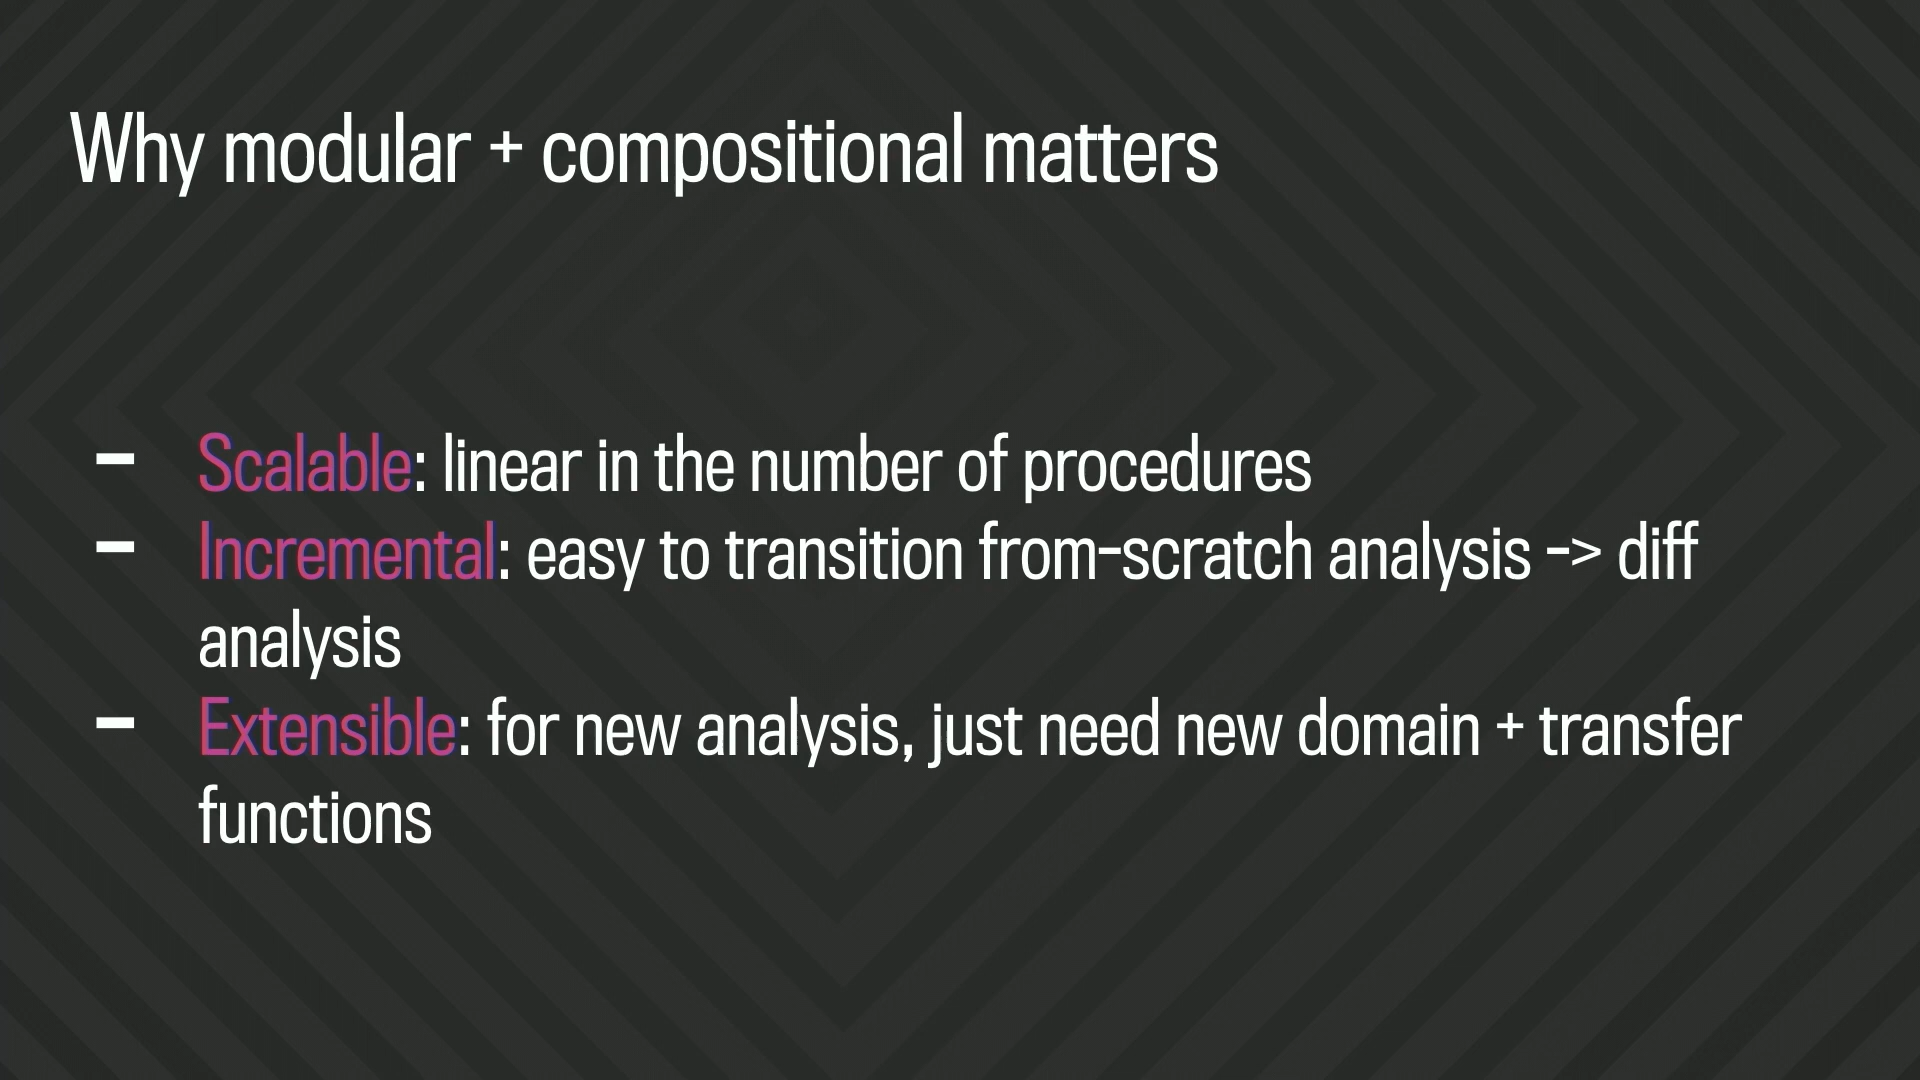 Why modular + compositional matters
- Scalable: linear in the number of procedures
- Incremental: easy to transition from-scratch analysis -> diff
analysis
- Extensible: for new analysis, just need new domain + transfer
functions